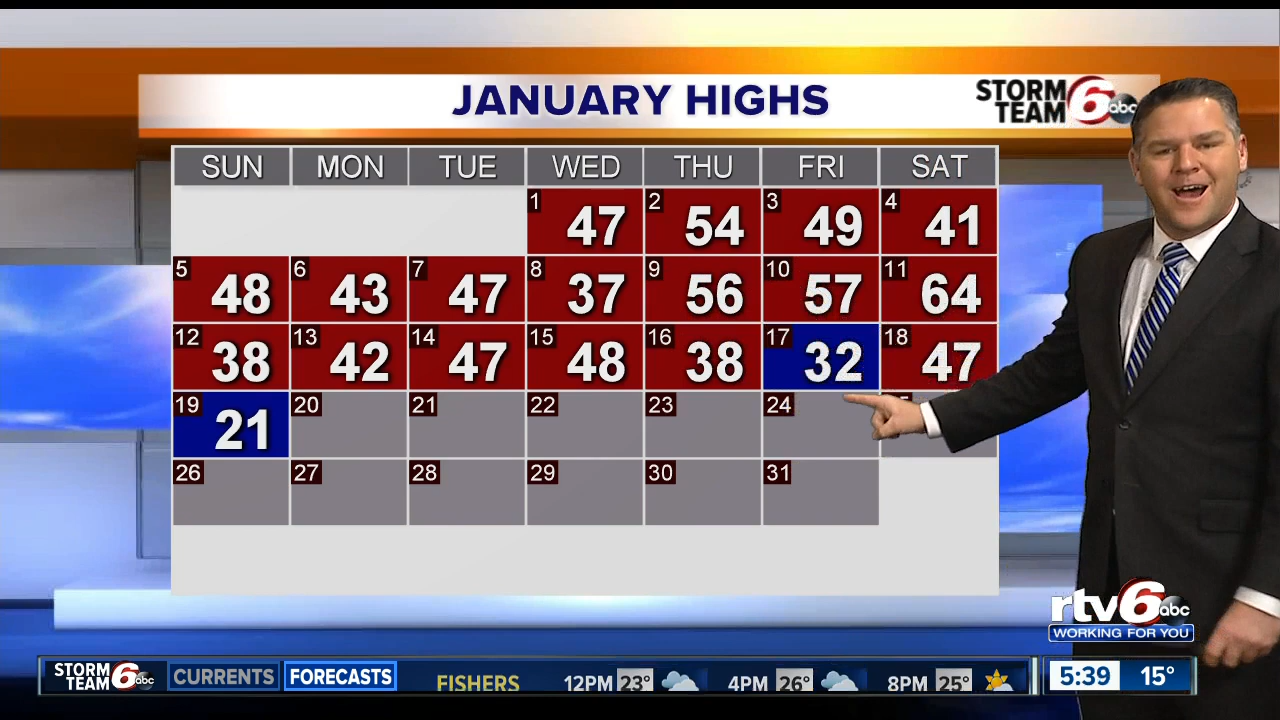 JANUARY HIGHS
STORM TEAM 6 abc
SUN MON TUE WED THU FRI SAT
1 47 2 54 3 49 4 41
5 48 6 43 7 47 8 37 9 56 10 57 11 64
12 38 13 42 14 47 15 48 16 38 17 32 18 47
19 21 20 21 22 23 24
26 27 28 29 30 31
rtv6 abc
WORKING FOR YOU
STORM TEAM 6 abc CURRENTS FORECASTS FISHERS 12PM 23° 4PM 26° 8PM 25° 5:39 15°